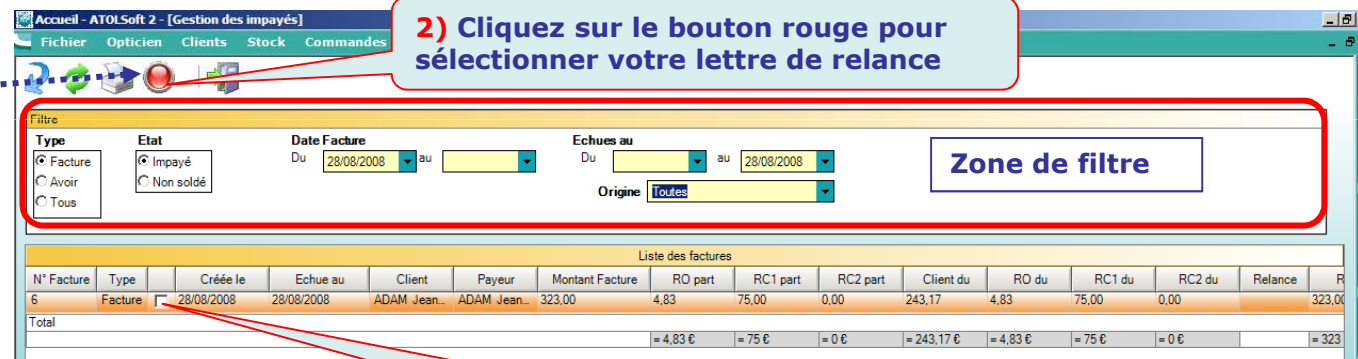 Accueil - ATOLSoft 2 - [Gestion des impayés]
Fichier Opticien Clients Stock Commandes
2) Cliquez sur le bouton rouge pour
sélectionner votre lettre de relance
Filtre
Type Etat Date Facture Echues au
Facture Impayé Du 28/08/2008 au Du au 28/08/2008
Avoir Non soldé
Tous Origine Toutes
Zone de filtre
Liste des factures
N° Facture Type Créée le Echue au Client Payeur Montant Facture RO part RC1 part RC2 part Client du RO du RC1 du RC2 du Relance R
6 Facture 28/08/2008 28/08/2008 ADAM Jean... ADAM Jean... 323,00 4,83 75,00 0,00 243,17 4,83 75,00 0,00 323,00
Total
= 4,83 € = 75 € = 0 € = 243,17 € = 4,83 € = 75 € = 0 € = 323